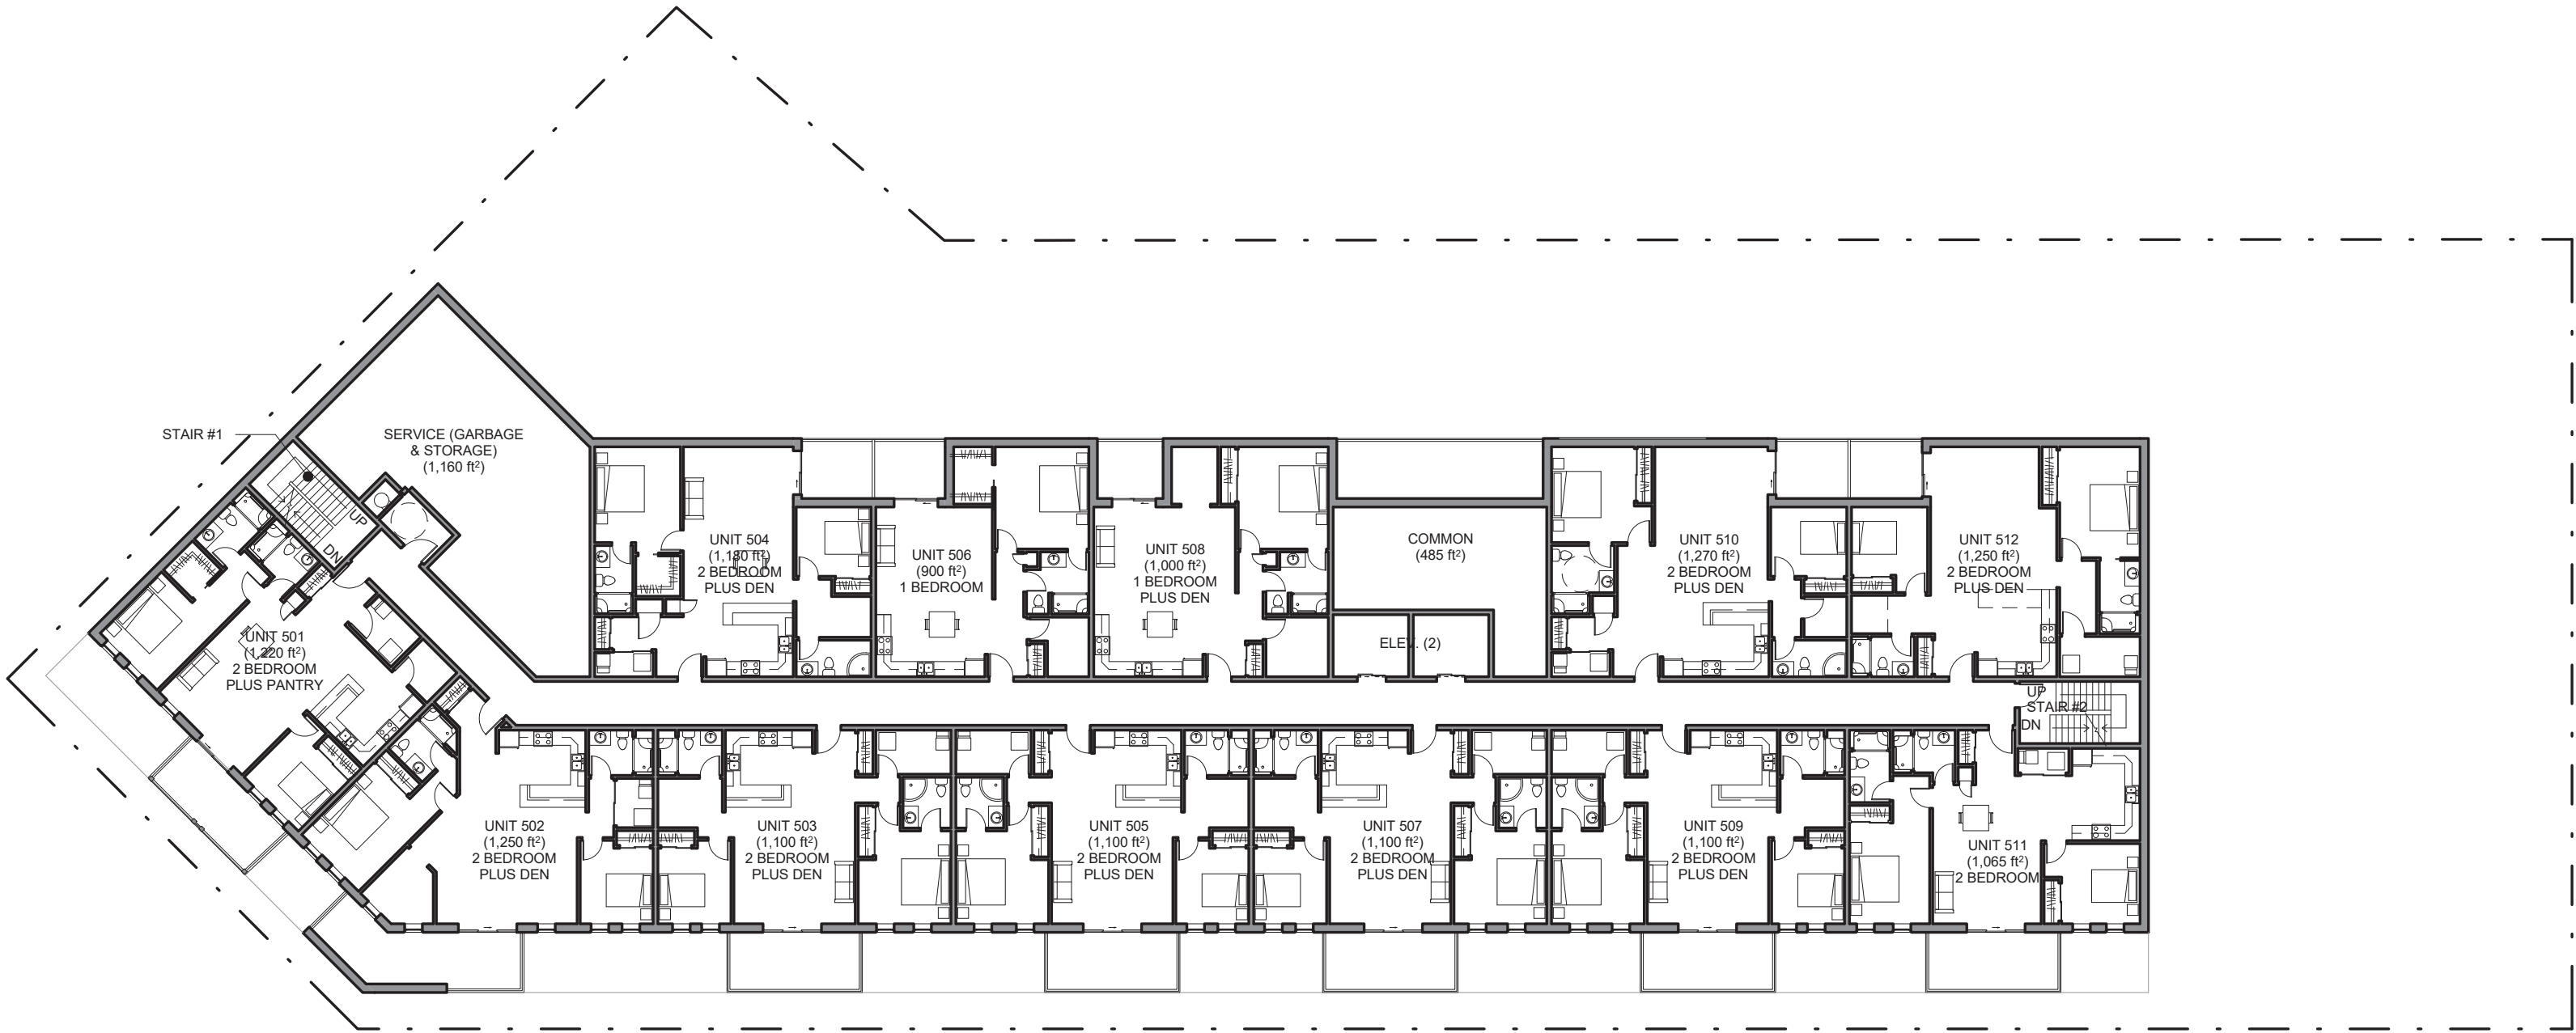 STAIR #1
SERVICE (GARBAGE
& STORAGE)
(1,160 ft²)
UP
DN
UNIT 501
(1,220 ft²)
2 BEDROOM
PLUS PANTRY
UNIT 504
(1,180 ft²)
2 BEDROOM
PLUS DEN
UNIT 506
(900 ft²)
1 BEDROOM
UNIT 508
(1,000 ft²)
1 BEDROOM
PLUS DEN
COMMON
(485 ft²)
ELEV. (2)
UNIT 510
(1,270 ft²)
2 BEDROOM
PLUS DEN
UNIT 512
(1,250 ft²)
2 BEDROOM
PLUS DEN
UP
STAIR #2
DN
UNIT 502
(1,250 ft²)
2 BEDROOM
PLUS DEN
UNIT 503
(1,100 ft²)
2 BEDROOM
PLUS DEN
UNIT 505
(1,100 ft²)
2 BEDROOM
PLUS DEN
UNIT 507
(1,100 ft²)
2 BEDROOM
PLUS DEN
UNIT 509
(1,100 ft²)
2 BEDROOM
PLUS DEN
UNIT 511
(1,065 ft²)
2 BEDROOM